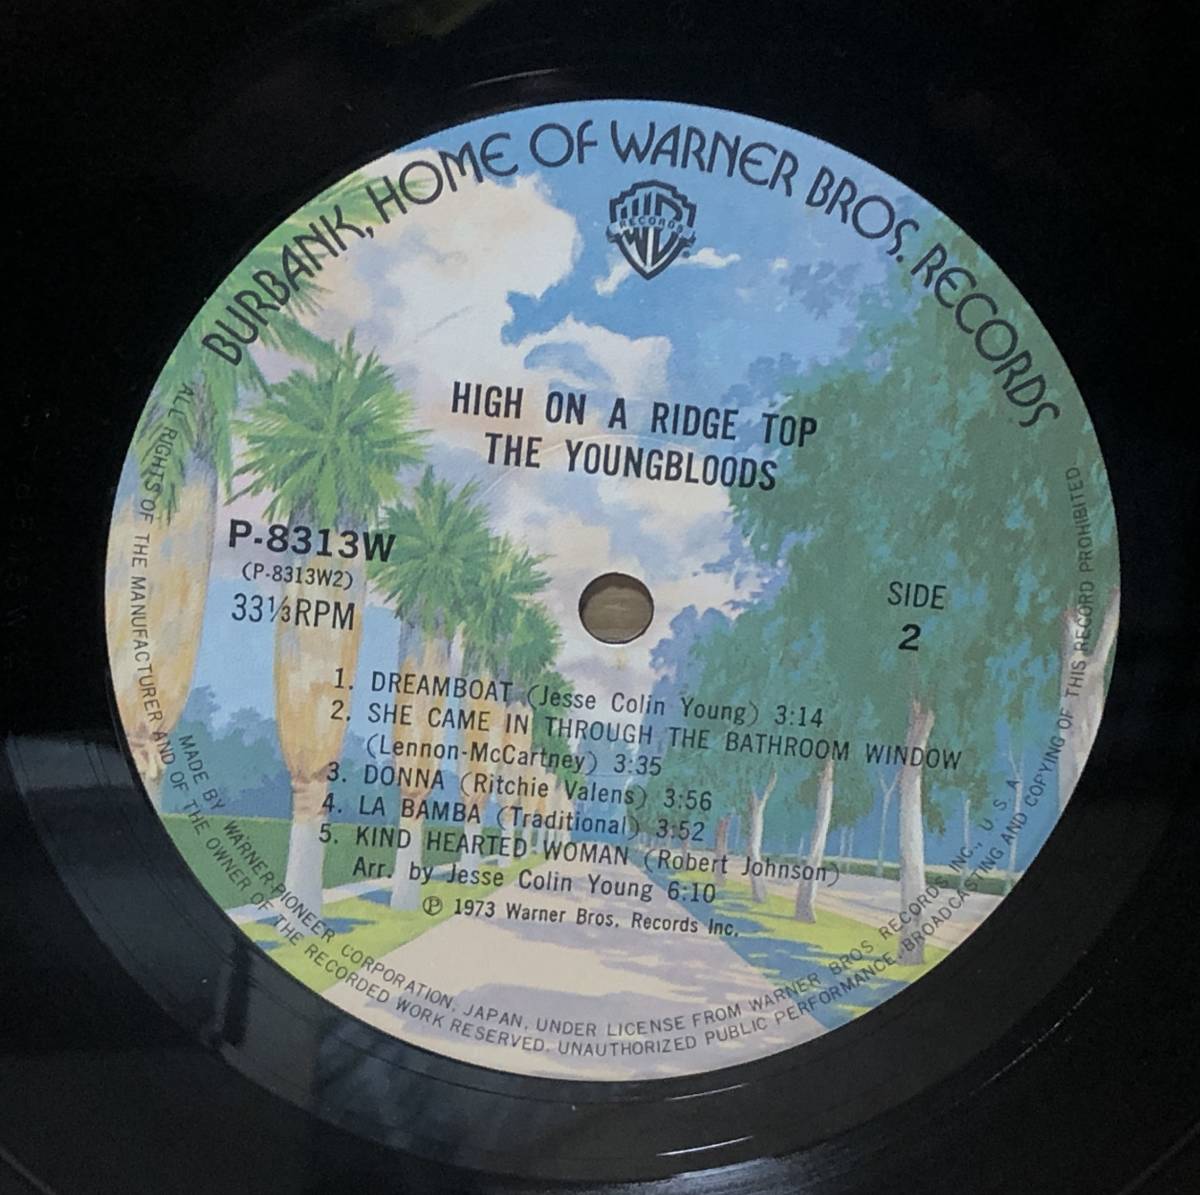 BURBANK, HOME OF WARNER BROS. RECORDS
RECORDS
HIGH ON A RIDGE TOP
THE YOUNGBLOODS
P-8313W
(P-8313W2)
33⅓RPM
SIDE
2
1. DREAMBOAT (Jesse Colin Young) 3:14
2. SHE CAME IN THROUGH THE BATHROOM WINDOW
(Lennon-McCartney) 3:35
3. DONNA (Ritchie Valens) 3:56
4. LA BAMBA (Traditional) 3:52
5. KIND HEARTED WOMAN (Robert Johnson)
Arr. by Jesse Colin Young 6:10
℗ 1973 Warner Bros. Records Inc.
MADE BY WARNER-PIONEER CORPORATION, JAPAN, UNDER LICENSE FROM WARNER BROS RECORDS INC., U. S. A
ALL RIGHTS OF THE MANUFACTURER AND OF THE OWNER OF THE RECORDED WORK RESERVED. UNAUTHORIZED PUBLIC PERFORMANCE, BROADCASTING AND COPYING OF THIS RECORD PROHIBITED